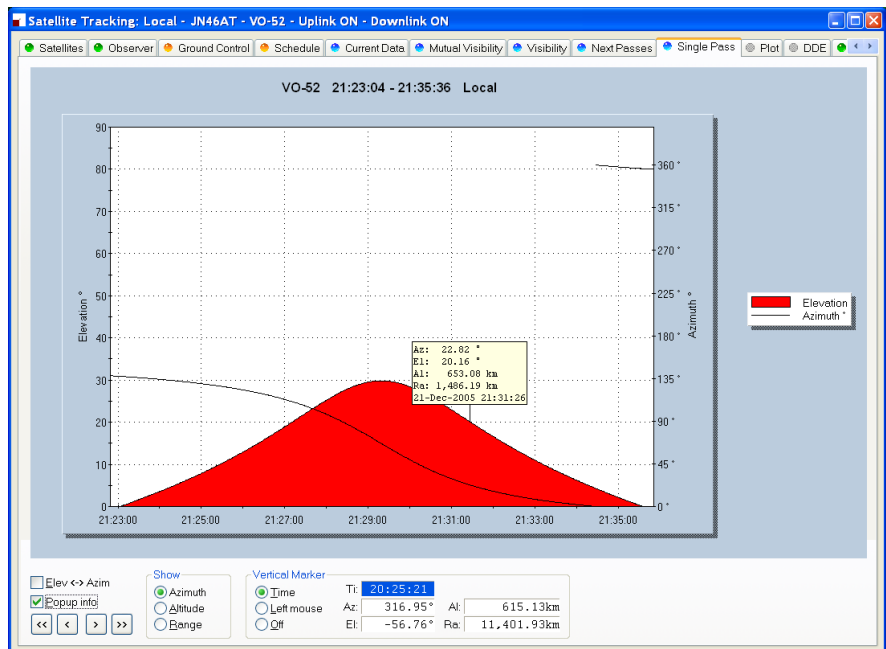 Satellite Tracking: Local - JN46AT - VO-52 - Uplink ON - Downlink ON
Satellites Observer Ground Control Schedule Current Data Mutual Visibility Visibility Next Passes Single Pass Plot DDE
VO-52 21:23:04 - 21:35:36 Local
90
80
70
60
50
40
30
20
10
0
Elevation °
360 °
315 °
270 °
225 °
180 °
135 °
90 °
45 °
0 °
Azimuth °
Az: 22.82 °
El: 20.16 °
Al: 653.08 km
Ra: 1,486.19 km
21-Dec-2005 21:31:26
21:23:00 21:25:00 21:27:00 21:29:00 21:31:00 21:33:00 21:35:00
Elevation
Azimuth °
Elev <-> Azim
Popup info
<< < > >>
Show
Azimuth
Altitude
Range
Vertical Marker
Time
Left mouse
Off
Ti: 20:25:21
Az: 316.95° Al: 615.13km
El: -56.76° Ra: 11,401.93km